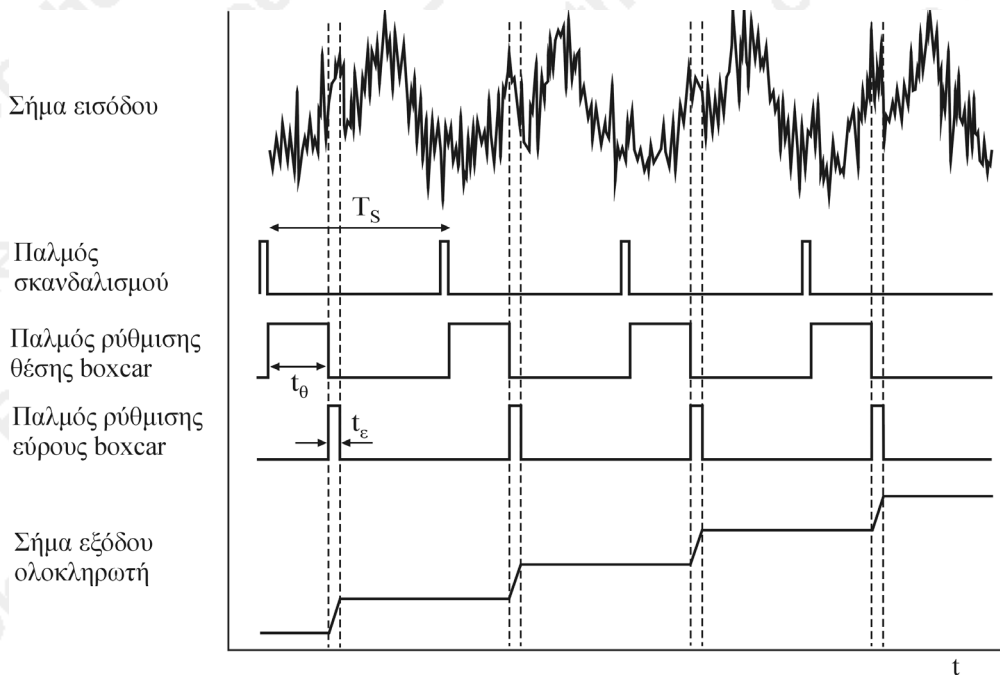 Σήμα εισόδου
T_S
Παλμός
σκανδαλισμού
Παλμός ρύθμισης
θέσης boxcar
t_θ
Παλμός ρύθμισης
εύρους boxcar
t_ε
Σήμα εξόδου
ολοκληρωτή
t